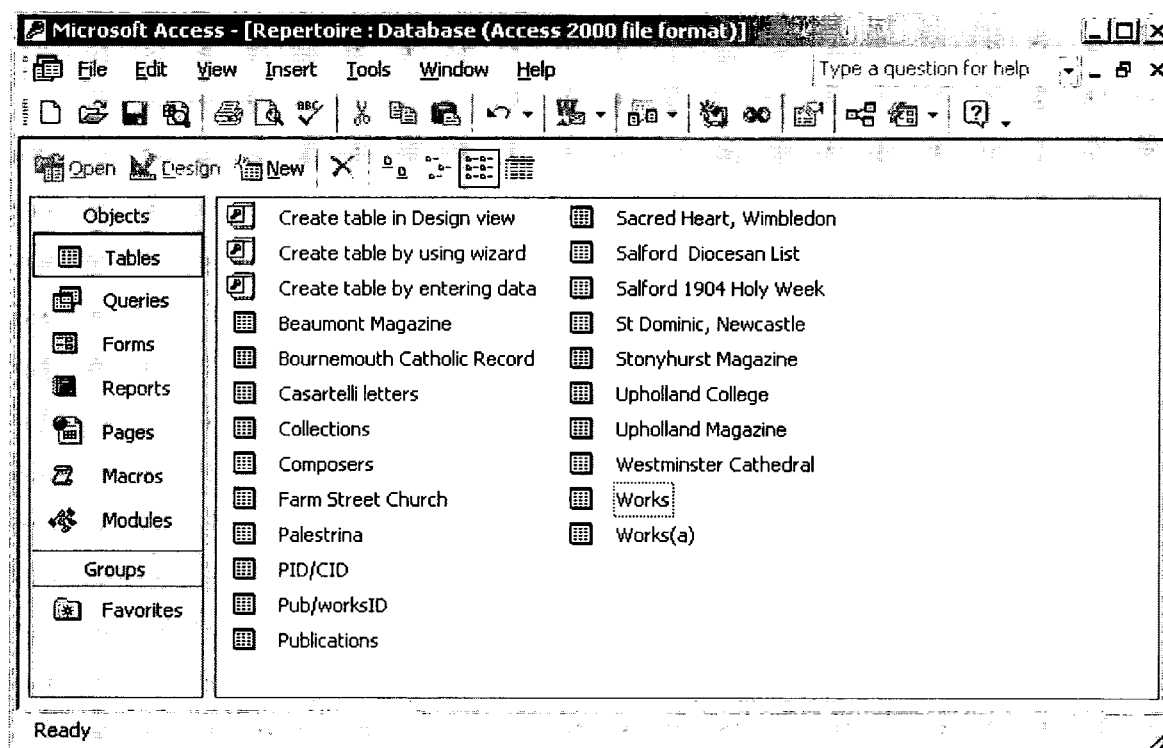 Microsoft Access - [Repertoire : Database (Access 2000 file format)]
File Edit View Insert Tools Window Help Type a question for help
Open Design New
Objects
Tables
Queries
Forms
Reports
Pages
Macros
Modules
Groups
Favorites
Create table in Design view
Create table by using wizard
Create table by entering data
Beaumont Magazine
Bournemouth Catholic Record
Casartelli letters
Collections
Composers
Farm Street Church
Palestrina
PID/CID
Pub/worksID
Publications
Sacred Heart, Wimbledon
Salford Diocesan List
Salford 1904 Holy Week
St Dominic, Newcastle
Stonyhurst Magazine
Upholland College
Upholland Magazine
Westminster Cathedral
Works
Works(a)
Ready